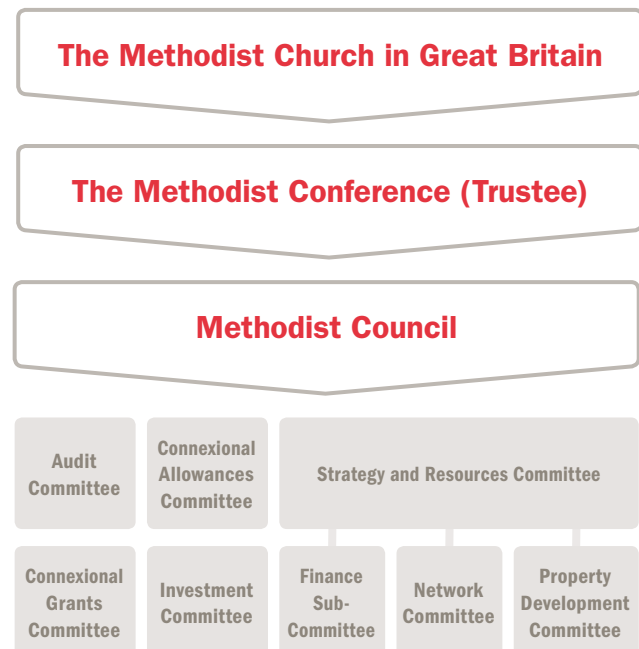 The Methodist Church in Great Britain
The Methodist Conference (Trustee)
Methodist Council
Audit
Committee
Connexional
Allowances
Committee
Strategy and Resources Committee
Connexional
Grants
Committee
Investment
Committee
Finance
Sub-
Committee
Network
Committee
Property
Development
Committee